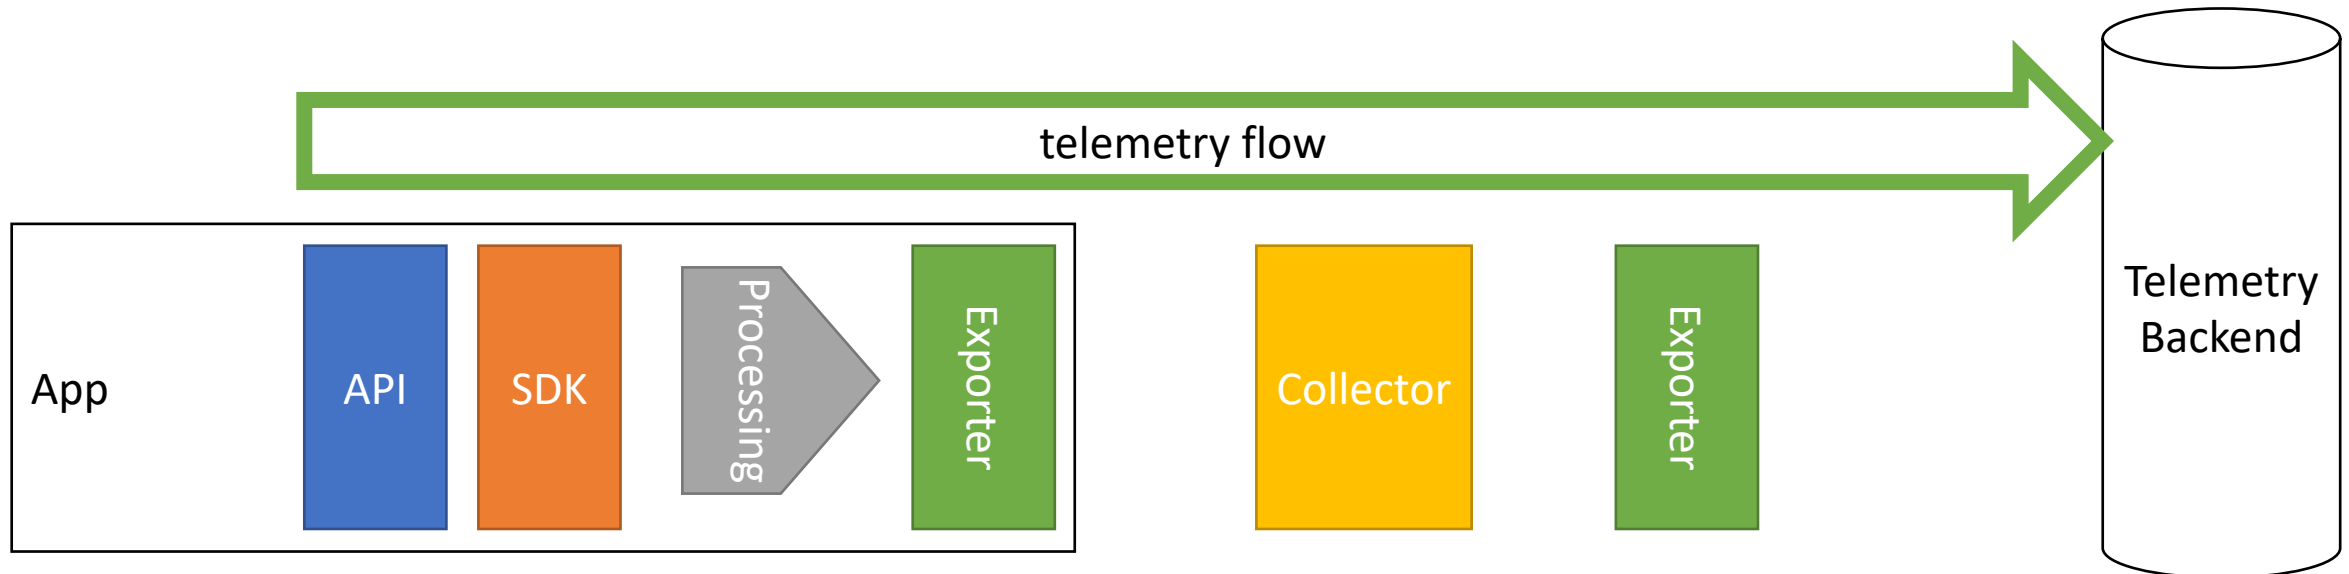 telemetry flow
App
API
SDK
Processing
Exporter
Collector
Exporter
Telemetry
Backend